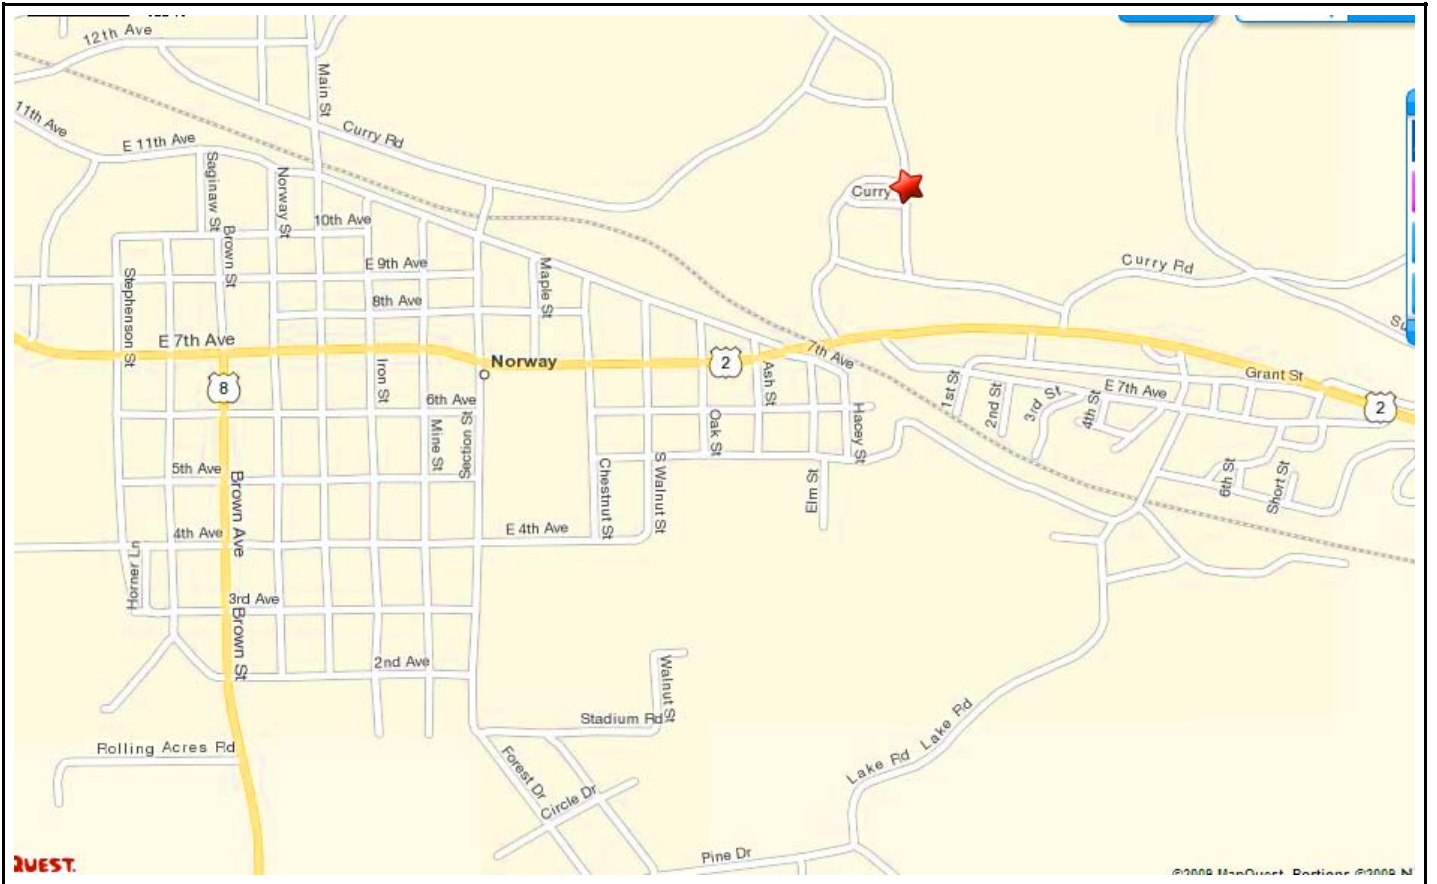 12th Ave
Main St
11th Ave
E 11th Ave
Curry Rd
Saginaw St
Norway St
Curry
10th Ave
Brown St
E 9th Ave
Maple St
Curry Rd
Stephenson St
8th Ave
E 7th Ave
7th Ave
Norway
2
Iron St
Ash St
1st St
Grant St
8
2nd St
3rd St
4th St
E 7th Ave
2
6th Ave
Mine St
Section St
Oak St
Hacey St
5th Ave
Brown Ave
Chestnut St
S Walnut St
Elm St
6th St
Short St
4th Ave
E 4th Ave
Horner Ln
3rd Ave
Brown St
2nd Ave
Walnut St
Stadium Rd
Rolling Acres Rd
Forest Dr
Circle Dr
Lake Rd
Lake Rd
Pine Dr
QUEST.
©2009 MapQuest, Portions ©2009 N